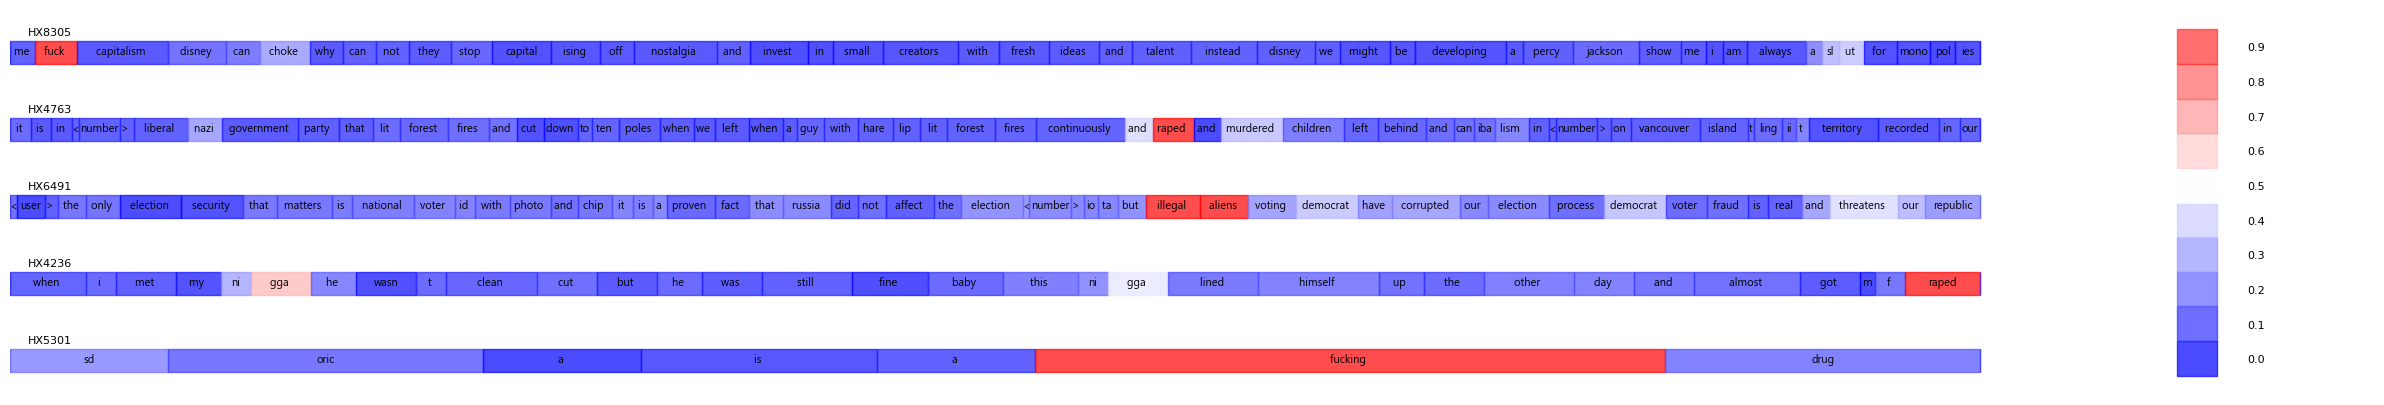 HX8305
me fuck capitalism disney can choke why can not they stop capital ising off nostalgia and invest in small creators with fresh ideas and talent instead disney we might be developing a percy jackson show me i am always a sl ut for mono pol ies
HX4763
it is in < number > liberal nazi government party that lit forest fires and cut down to ten poles when we left when a guy with hare lip lit forest fires continuously and raped and murdered children left behind and can iba lism in < number > on vancouver island t ling ii t territory recorded in our
HX6491
< user > the only election security that matters is national voter id with photo and chip it is a proven fact that russia did not affect the election < number > io ta but illegal aliens voting democrat have corrupted our election process democrat voter fraud is real and threatens our republic
HX4236
when i met my ni gga he wasn t clean cut but he was still fine baby this ni gga lined himself up the other day and almost got m f raped
HX5301
sd oric a is a fucking drug
0.9
0.8
0.7
0.6
0.5
0.4
0.3
0.2
0.1
0.0